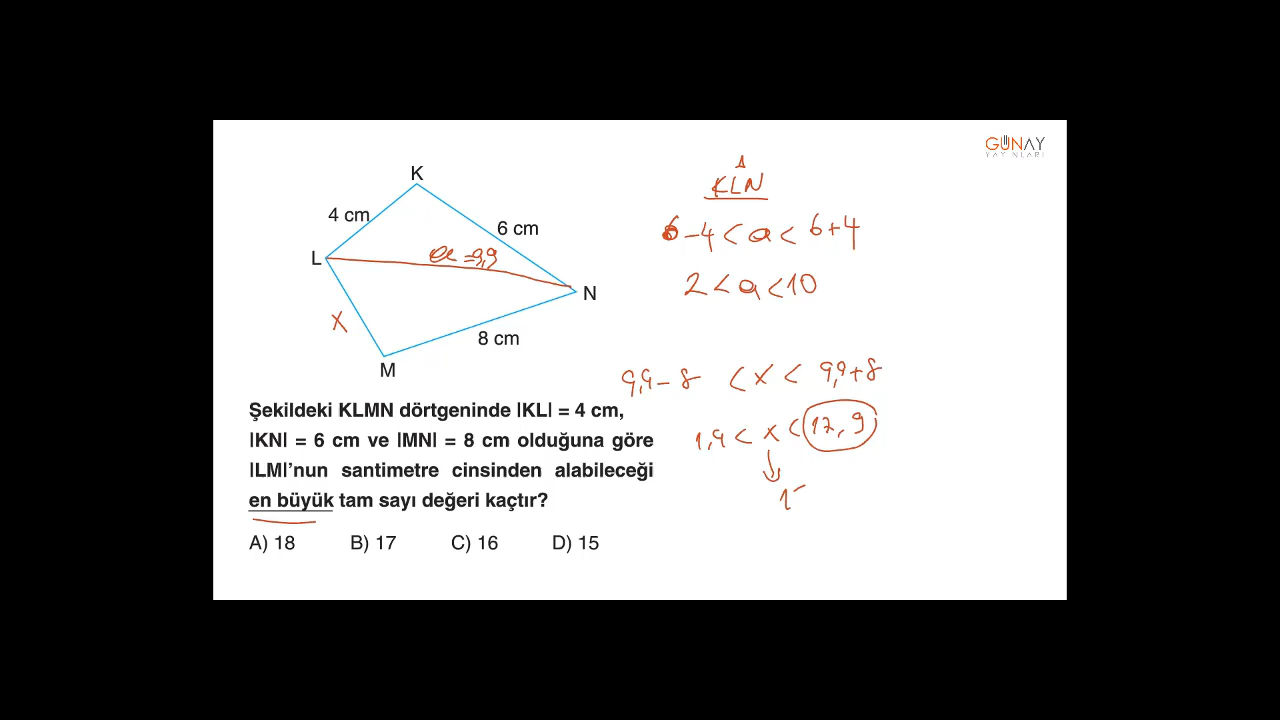 GÜNAY
YAYINLARI
K
4 cm
6 cm
L
a = 9,9
N
x
8 cm
M
KLN
6 - 4 < a < 6 + 4
2 < a < 10
9,9 - 8 < x < 9,9 + 8
1,9 < x < 17,9
Şekildeki KLMN dörtgeninde |KL| = 4 cm,
|KN| = 6 cm ve |MN| = 8 cm olduğuna göre
|LM|'nun santimetre cinsinden alabileceği
en büyük tam sayı değeri kaçtır?
A) 18 B) 17 C) 16 D) 15